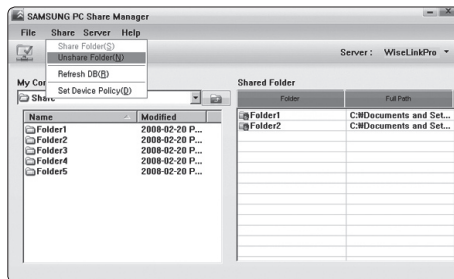 SAMSUNG PC Share Manager
File Share Server Help
Share Folder(S)
Unshare Folder(N)
Refresh DB(R)
Set Device Policy(D)
Server : WiseLinkPro
My Co
Share
Shared Folder
Name Modified
Folder1 2008-02-20 P...
Folder2 2008-02-20 P...
Folder3 2008-02-20 P...
Folder4 2008-02-20 P...
Folder5 2008-02-20 P...
Folder Full Path
Folder1 C:₩Documents and Set...
Folder2 C:₩Documents and Set...